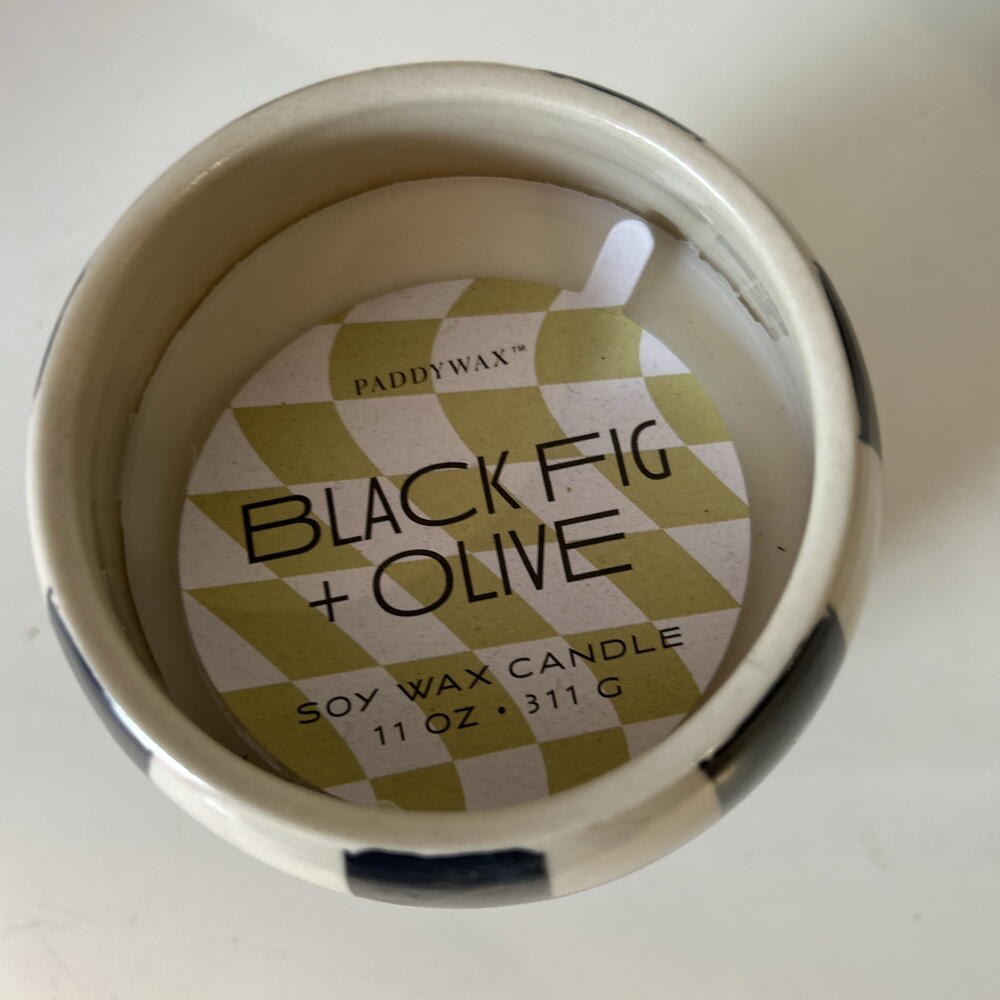 PADDYWAX™
BLACK FIG
+ OLIVE
SOY WAX CANDLE
11 OZ • 311 G